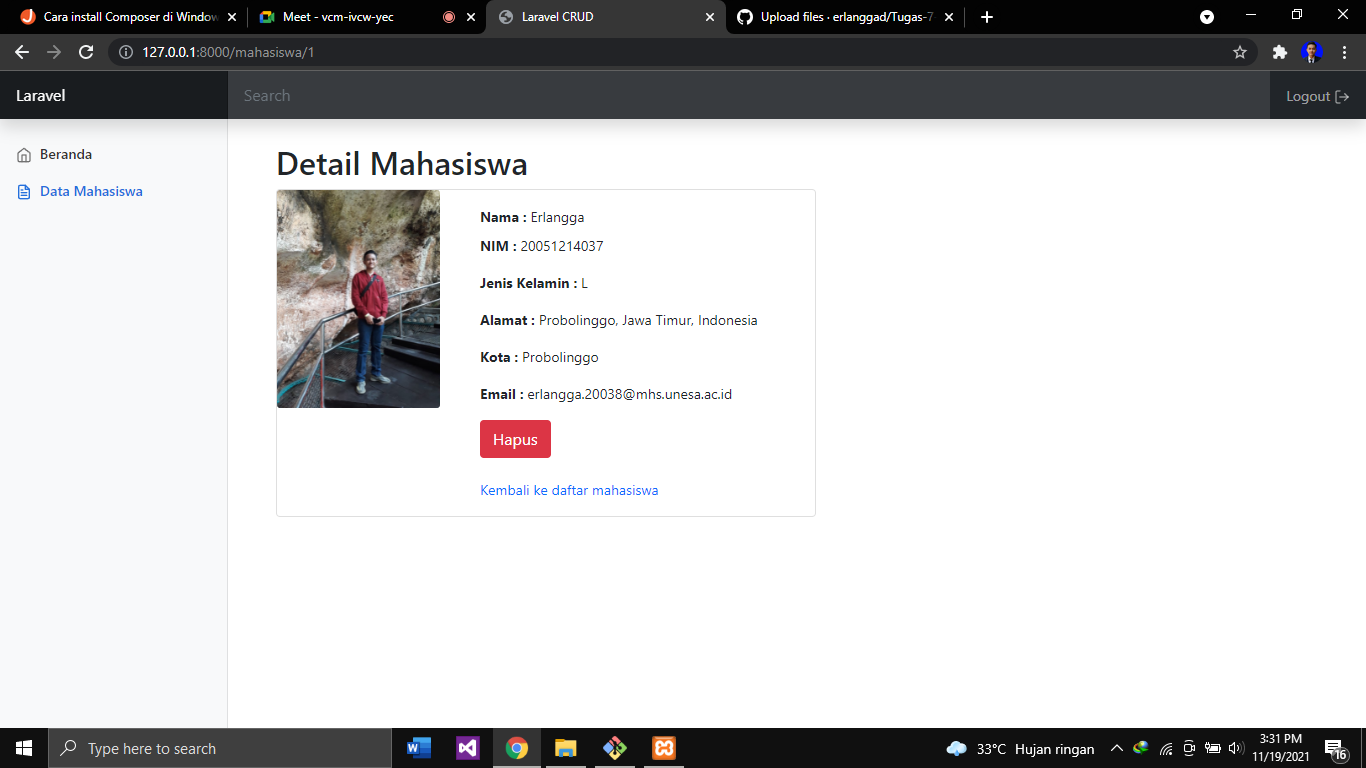 Cara install Composer di Window
Meet - vcm-ivcw-yec
Laravel CRUD
Upload files · erlanggad/Tugas-7
127.0.0.1:8000/mahasiswa/1
Laravel
Search
Logout
Beranda
Data Mahasiswa
Detail Mahasiswa
Nama : Erlangga
NIM : 20051214037
Jenis Kelamin : L
Alamat : Probolinggo, Jawa Timur, Indonesia
Kota : Probolinggo
Email : erlangga.20038@mhs.unesa.ac.id
Hapus
Kembali ke daftar mahasiswa
Type here to search
33°C Hujan ringan
3:31 PM
11/19/2021
16